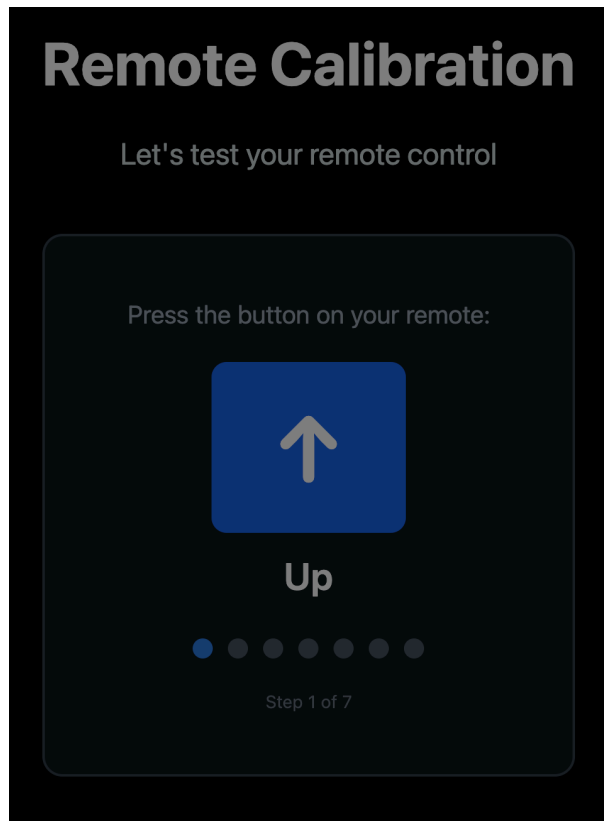 Remote Calibration
Let's test your remote control
Press the button on your remote:
Up
Step 1 of 7